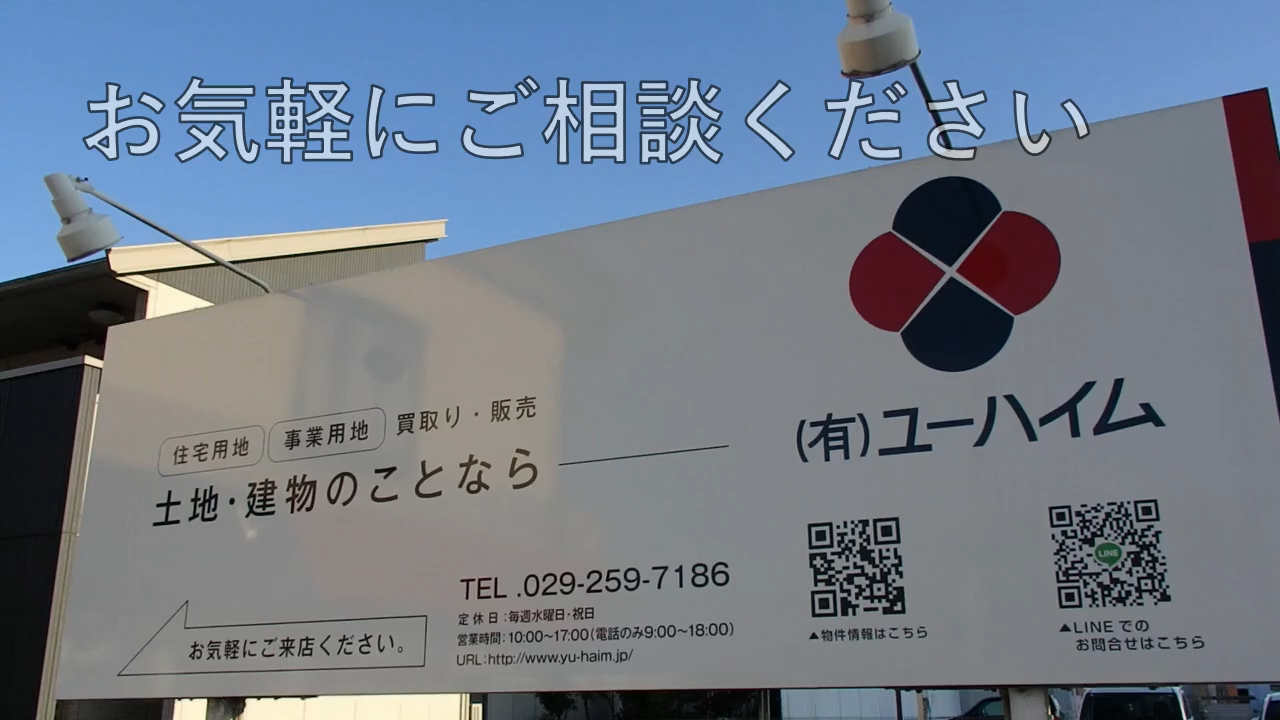 お気軽にご相談ください
住宅用地 事業用地 買取り・販売
土地・建物のことなら
(有)ユーハイム
TEL .029-259-7186
定休日:毎週水曜日・祝日
営業時間:10:00~17:00(電話のみ9:00~18:00)
URL:http://www.yu-haim.jp/
お気軽にご来店ください。
▲物件情報はこちら
LINE
▲LINEでの
お問合せはこちら